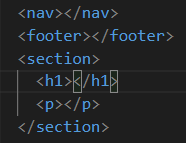 <nav></nav>
<footer></footer>
<section>
<h1></h1>
<p></p>
</section>